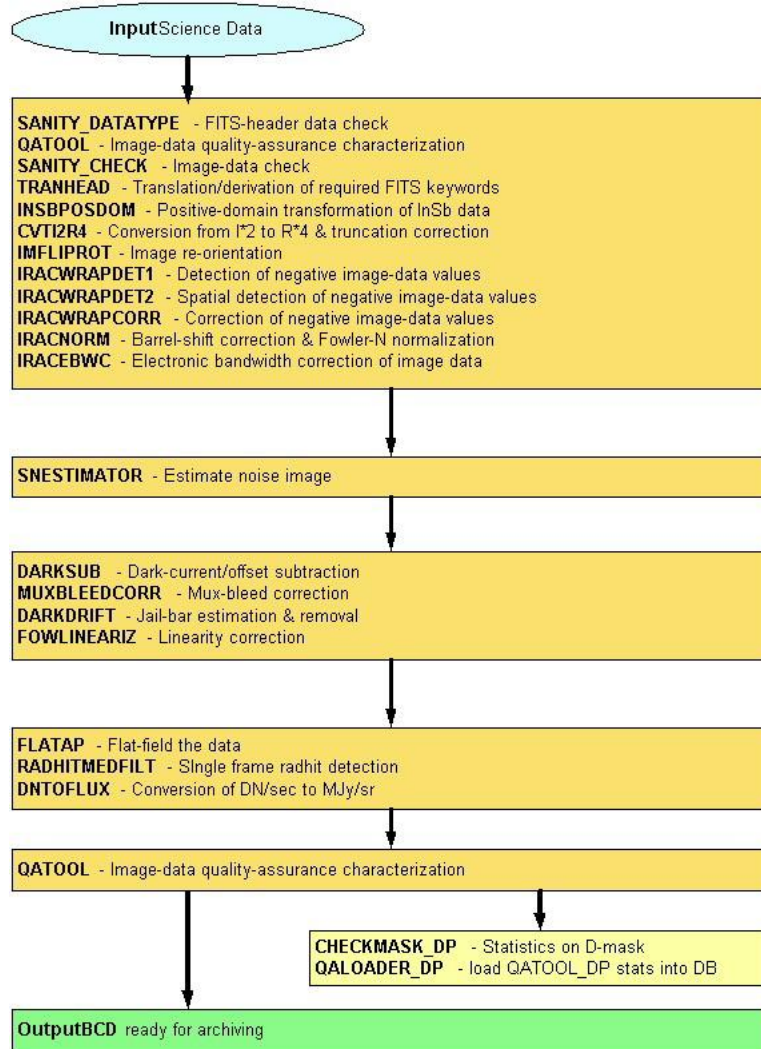 InputScience Data
SANITY_DATATYPE - FITS-header data check
QATOOL - Image-data quality-assurance characterization
SANITY_CHECK - Image-data check
TRANHEAD - Translation/derivation of required FITS keywords
INSBPOSDOM - Positive-domain transformation of InSb data
CVTI2R4 - Conversion from I*2 to R*4 & truncation correction
IMFLIPROT - Image re-orientation
IRACWRAPDET1 - Detection of negative image-data values
IRACWRAPDET2 - Spatial detection of negative image-data values
IRACWRAPCORR - Correction of negative image-data values
IRACNORM - Barrel-shift correction & Fowler-N normalization
IRACEBWC - Electronic bandwidth correction of image data
SNESTIMATOR - Estimate noise image
DARKSUB - Dark-current/offset subtraction
MUXBLEEDCORR - Mux-bleed correction
DARKDRIFT - Jail-bar estimation & removal
FOWLINEARIZ - Linearity correction
FLATAP - Flat-field the data
RADHITMEDFILT - SIngle frame radhit detection
DNTOFLUX - Conversion of DN/sec to MJy/sr
QATOOL - Image-data quality-assurance characterization
CHECKMASK_DP - Statistics on D-mask
QALOADER_DP - load QATOOL_DP stats into DB
OutputBCD ready for archiving